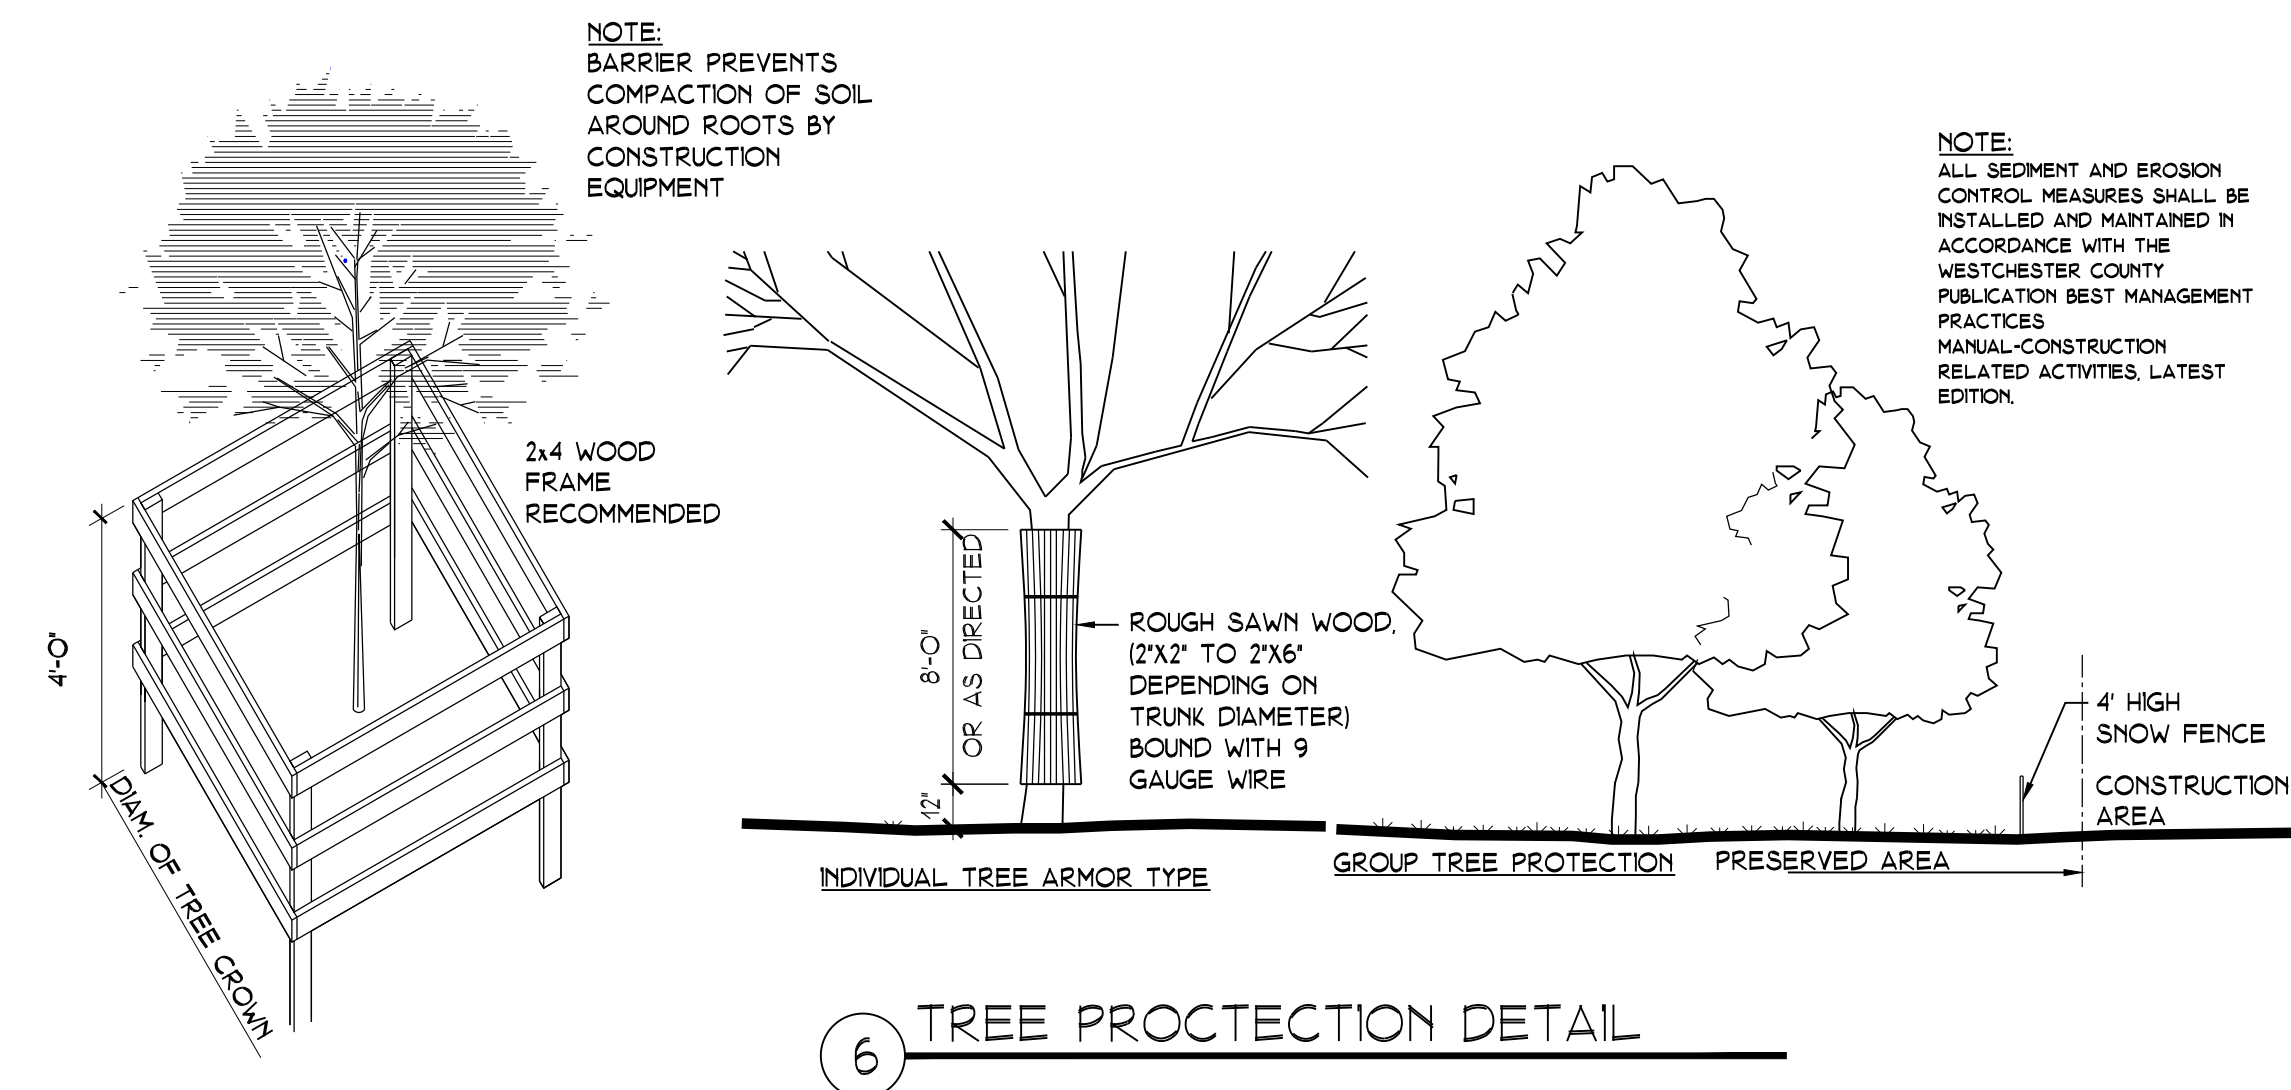 NOTE:
BARRIER PREVENTS
COMPACTION OF SOIL
AROUND ROOTS BY
CONSTRUCTION
EQUIPMENT
2x4 WOOD
FRAME
RECOMMENDED
4'-0"
DIAM. OF TREE CROWN
8'-0"
OR AS DIRECTED
12"
ROUGH SAWN WOOD,
(2"X2" TO 2"X6"
DEPENDING ON
TRUNK DIAMETER)
BOUND WITH 9
GAUGE WIRE
INDIVIDUAL TREE ARMOR TYPE
NOTE:
ALL SEDIMENT AND EROSION
CONTROL MEASURES SHALL BE
INSTALLED AND MAINTAINED IN
ACCORDANCE WITH THE
WESTCHESTER COUNTY
PUBLICATION BEST MANAGEMENT
PRACTICES
MANUAL-CONSTRUCTION
RELATED ACTIVITIES, LATEST
EDITION.
4' HIGH
SNOW FENCE
CONSTRUCTION
AREA
GROUP TREE PROTECTION
PRESERVED AREA
6
TREE PROCTECTION DETAIL